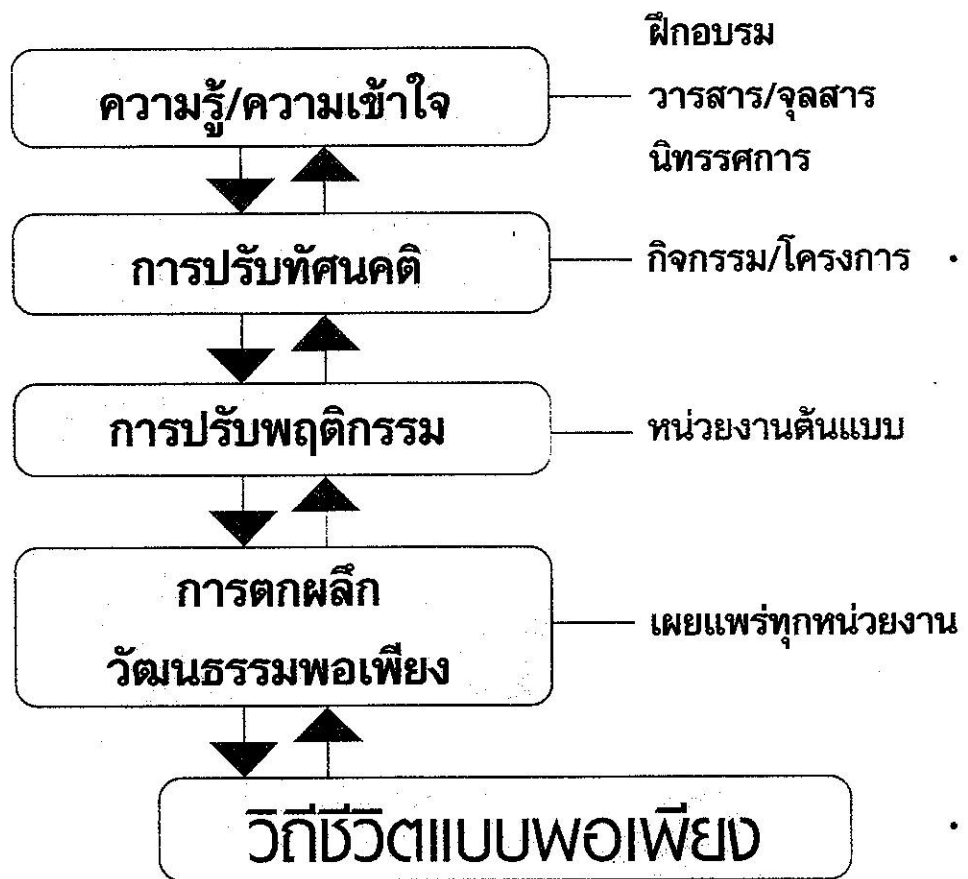 ฝึกอบรม
ความรู้/ความเข้าใจ
วารสาร/จุลสาร
นิทรรศการ
การปรับทัศนคติ
กิจกรรม/โครงการ
การปรับพฤติกรรม
หน่วยงานต้นแบบ
การตกผลึก
วัฒนธรรมพอเพียง
เผยแพร่ทุกหน่วยงาน
วิถีชีวิตแบบพอเพียง